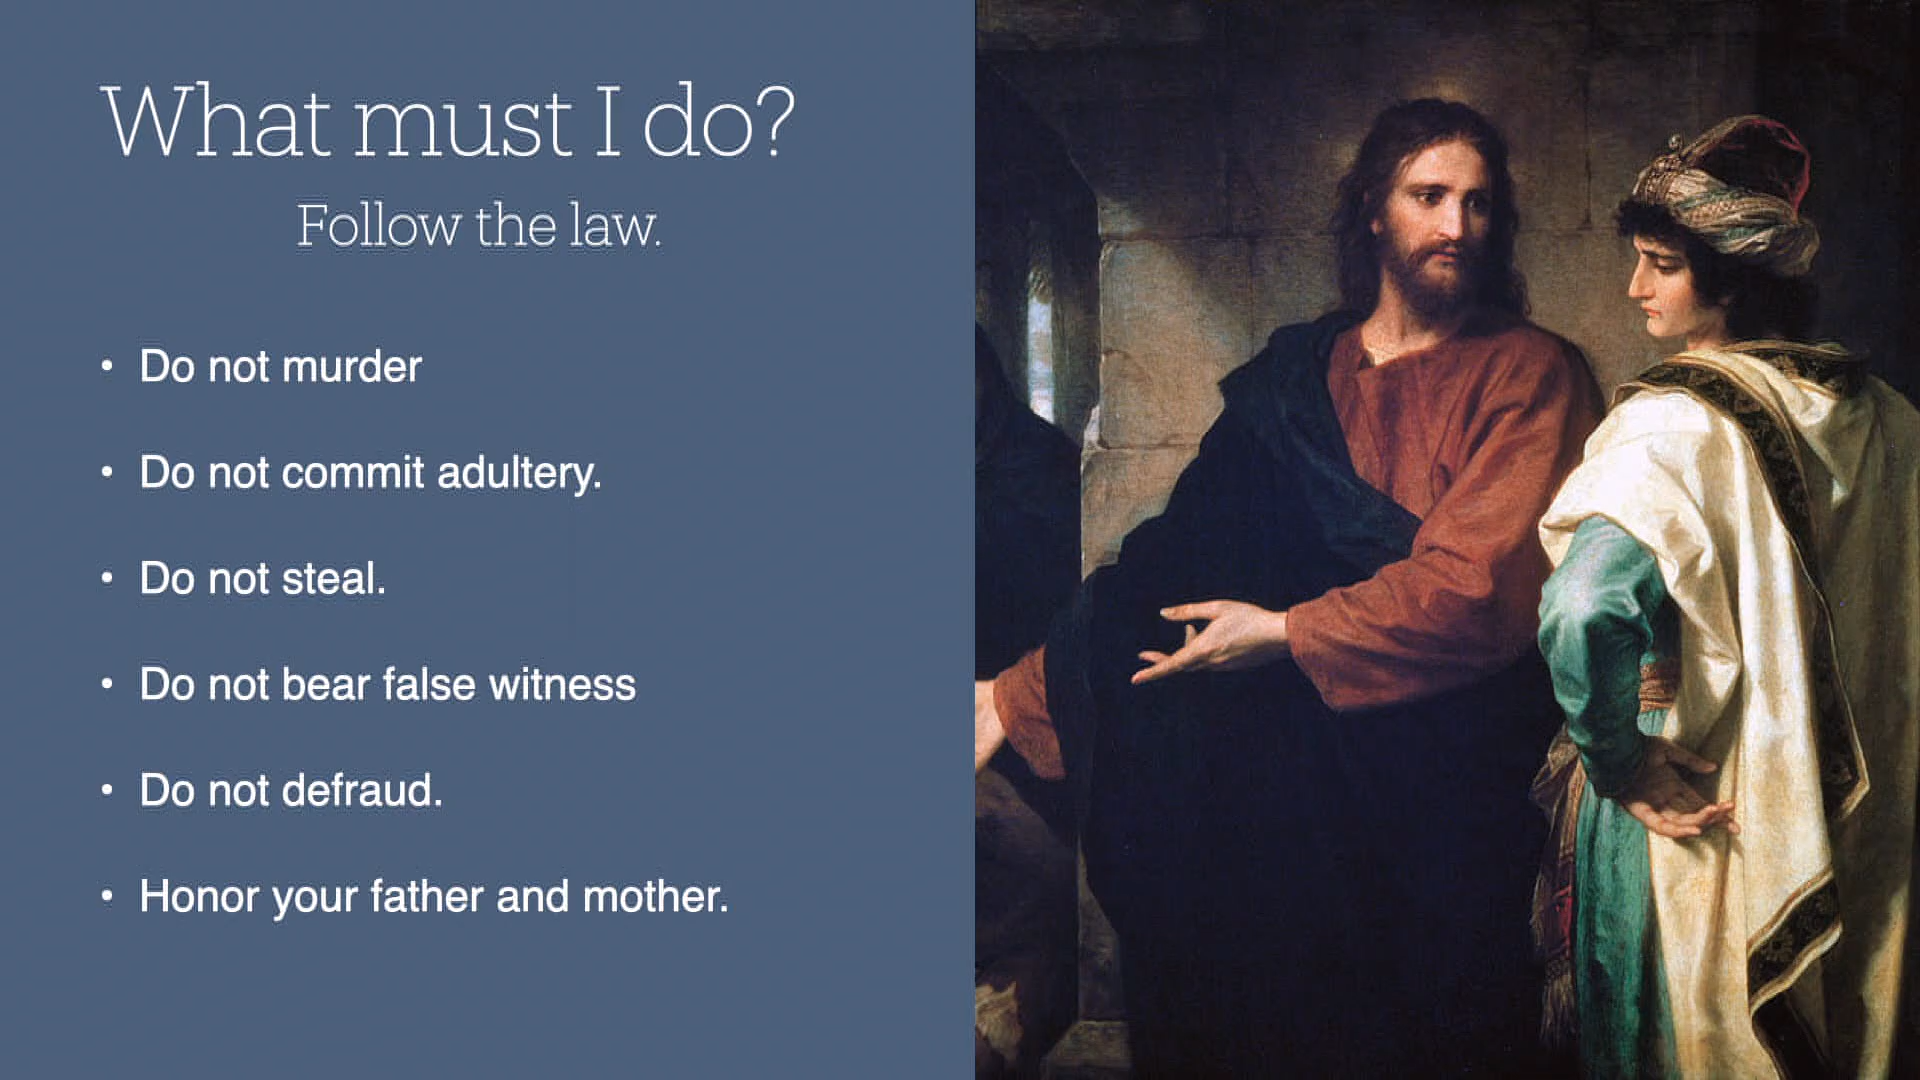 What must I do?
Follow the law.
• Do not murder
• Do not commit adultery.
• Do not steal.
• Do not bear false witness
• Do not defraud.
• Honor your father and mother.